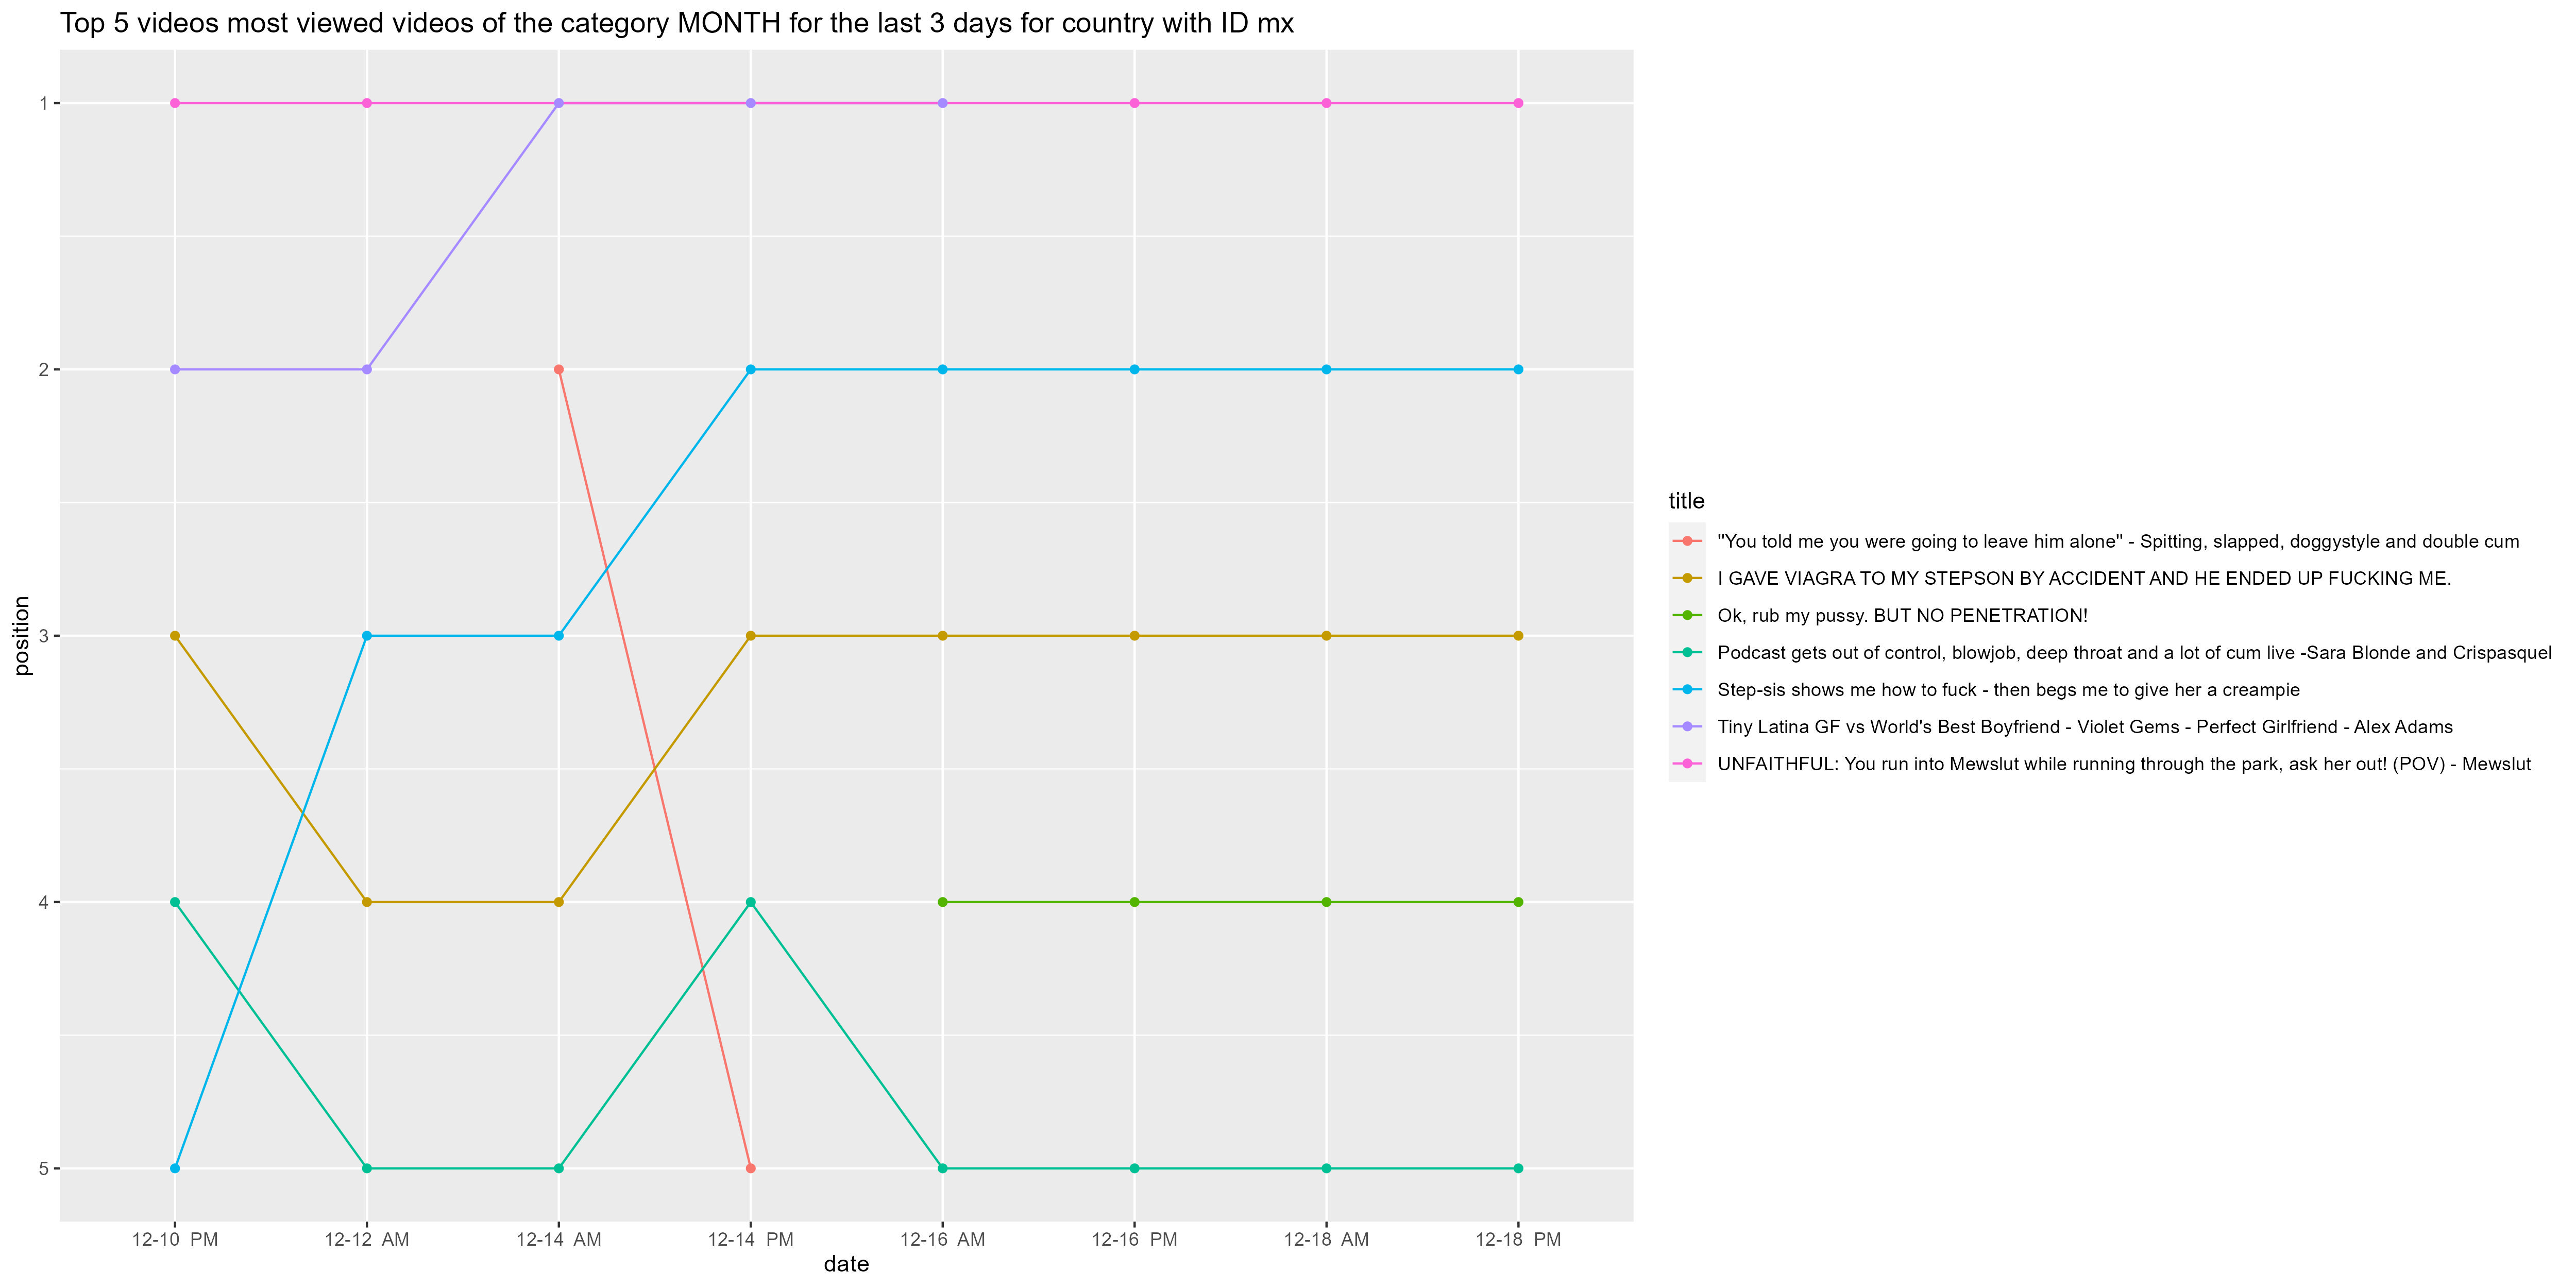 Top 5 videos most viewed videos of the category MONTH for the last 3 days for country with ID mx
1
2
3
4
5
position
12-10 PM
12-12 AM
12-14 AM
12-14 PM
12-16 AM
12-16 PM
12-18 AM
12-18 PM
date
title
"You told me you were going to leave him alone" - Spitting, slapped, doggystyle and double cum
I GAVE VIAGRA TO MY STEPSON BY ACCIDENT AND HE ENDED UP FUCKING ME.
Ok, rub my pussy. BUT NO PENETRATION!
Podcast gets out of control, blowjob, deep throat and a lot of cum live -Sara Blonde and Crispasquel
Step-sis shows me how to fuck - then begs me to give her a creampie
Tiny Latina GF vs World's Best Boyfriend - Violet Gems - Perfect Girlfriend - Alex Adams
UNFAITHFUL: You run into Mewslut while running through the park, ask her out! (POV) - Mewslut